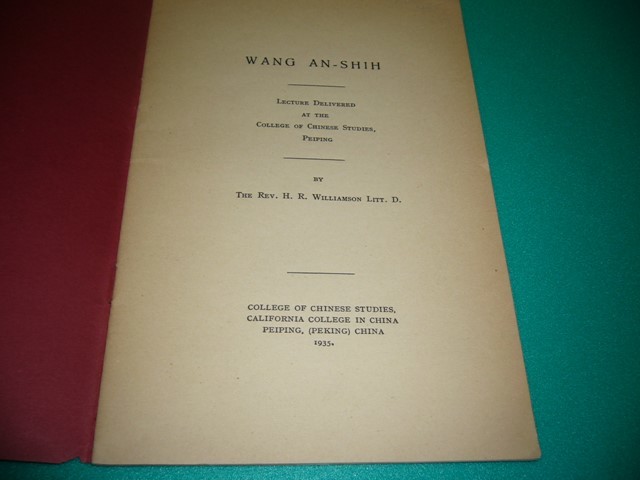 WANG AN-SHIH
LECTURE DELIVERED
AT THE
COLLEGE OF CHINESE STUDIES,
PEIPING
BY
THE REV. H. R. WILLIAMSON LITT. D.
COLLEGE OF CHINESE STUDIES,
CALIFORNIA COLLEGE IN CHINA
PEIPING, (PEKING) CHINA
1935.